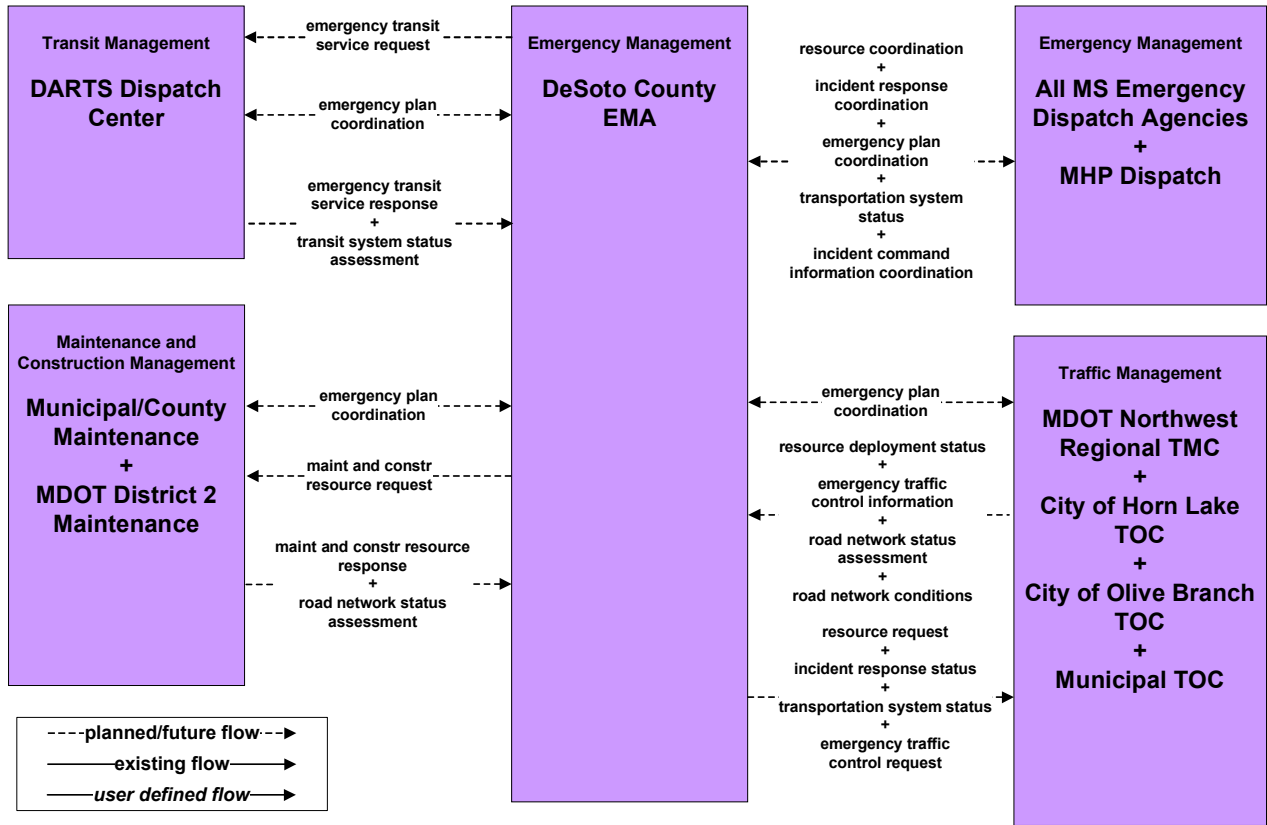 Transit Management
DARTS Dispatch
Center
emergency transit
service request
emergency plan
coordination
emergency transit
service response
+
transit system status
assessment
Maintenance and
Construction Management
Municipal/County
Maintenance
+
MDOT District 2
Maintenance
emergency plan
coordination
maint and constr
resource request
maint and constr resource
response
+
road network status
assessment
Emergency Management
DeSoto County
EMA
resource coordination
+
incident response
coordination
+
emergency plan
coordination
+
transportation system
status
+
incident command
information coordination
Emergency Management
All MS Emergency
Dispatch Agencies
+
MHP Dispatch
emergency plan
coordination
resource deployment status
+
emergency traffic
control information
+
road network status
assessment
+
road network conditions
resource request
+
incident response status
+
transportation system status
+
emergency traffic
control request
Traffic Management
MDOT Northwest
Regional TMC
+
City of Horn Lake
TOC
+
City of Olive Branch
TOC
+
Municipal TOC
planned/future flow
existing flow
user defined flow